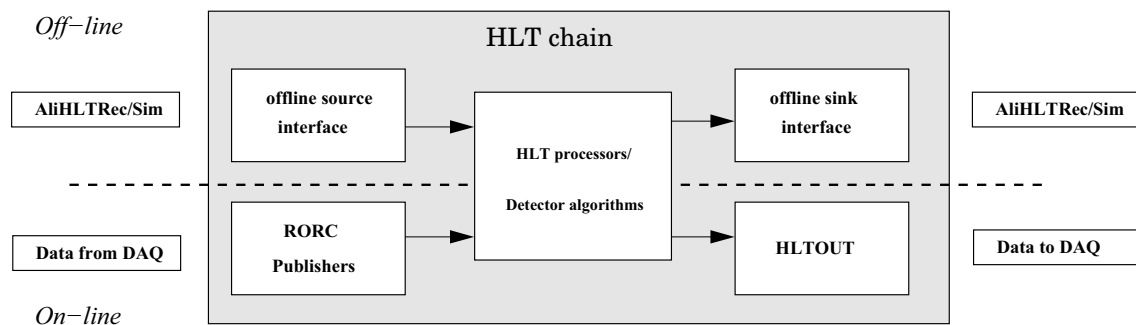 Off−line
HLT chain
AliHLTRec/Sim
offline source
interface
HLT processors/
Detector algorithms
offline sink
interface
AliHLTRec/Sim
Data from DAQ
RORC
Publishers
HLTOUT
Data to DAQ
On−line